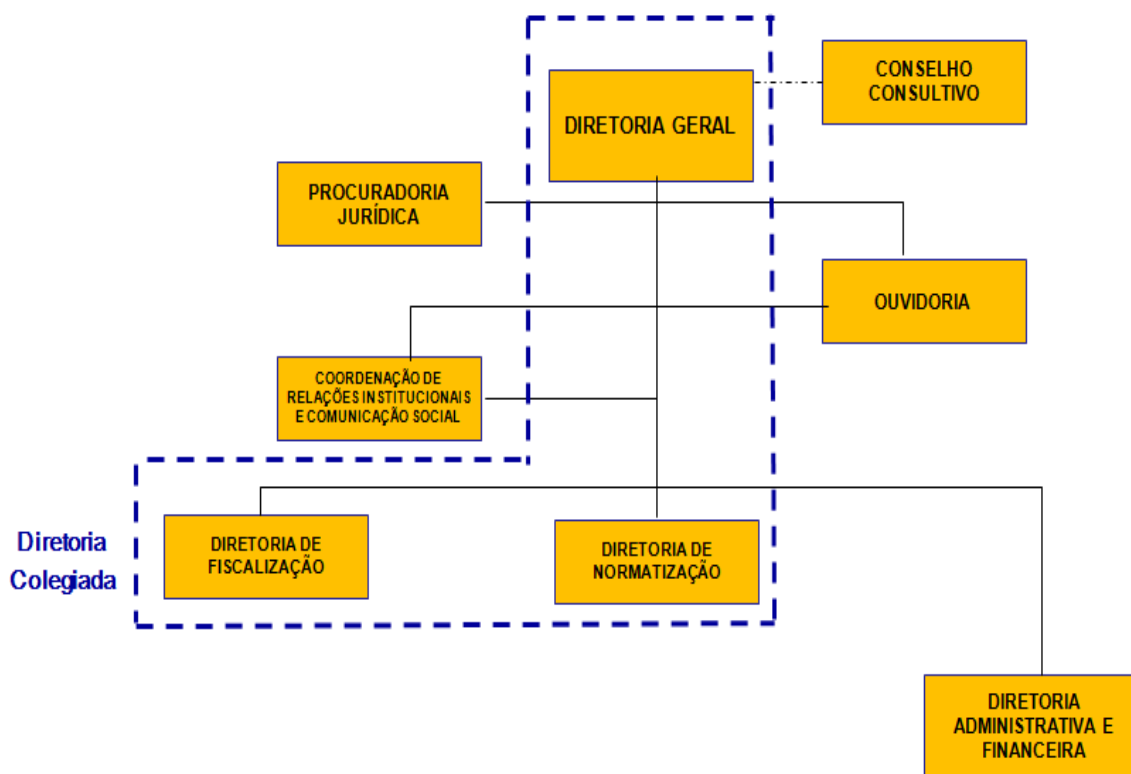 CONSELHO
CONSULTIVO
DIRETORIA GERAL
PROCURADORIA
JURÍDICA
OUVIDORIA
COORDENAÇÃO DE
RELAÇÕES INSTITUCIONAIS
E COMUNICAÇÃO SOCIAL
Diretoria
Colegiada
DIRETORIA DE
FISCALIZAÇÃO
DIRETORIA DE
NORMATIZAÇÃO
DIRETORIA
ADMINISTRATIVA E
FINANCEIRA